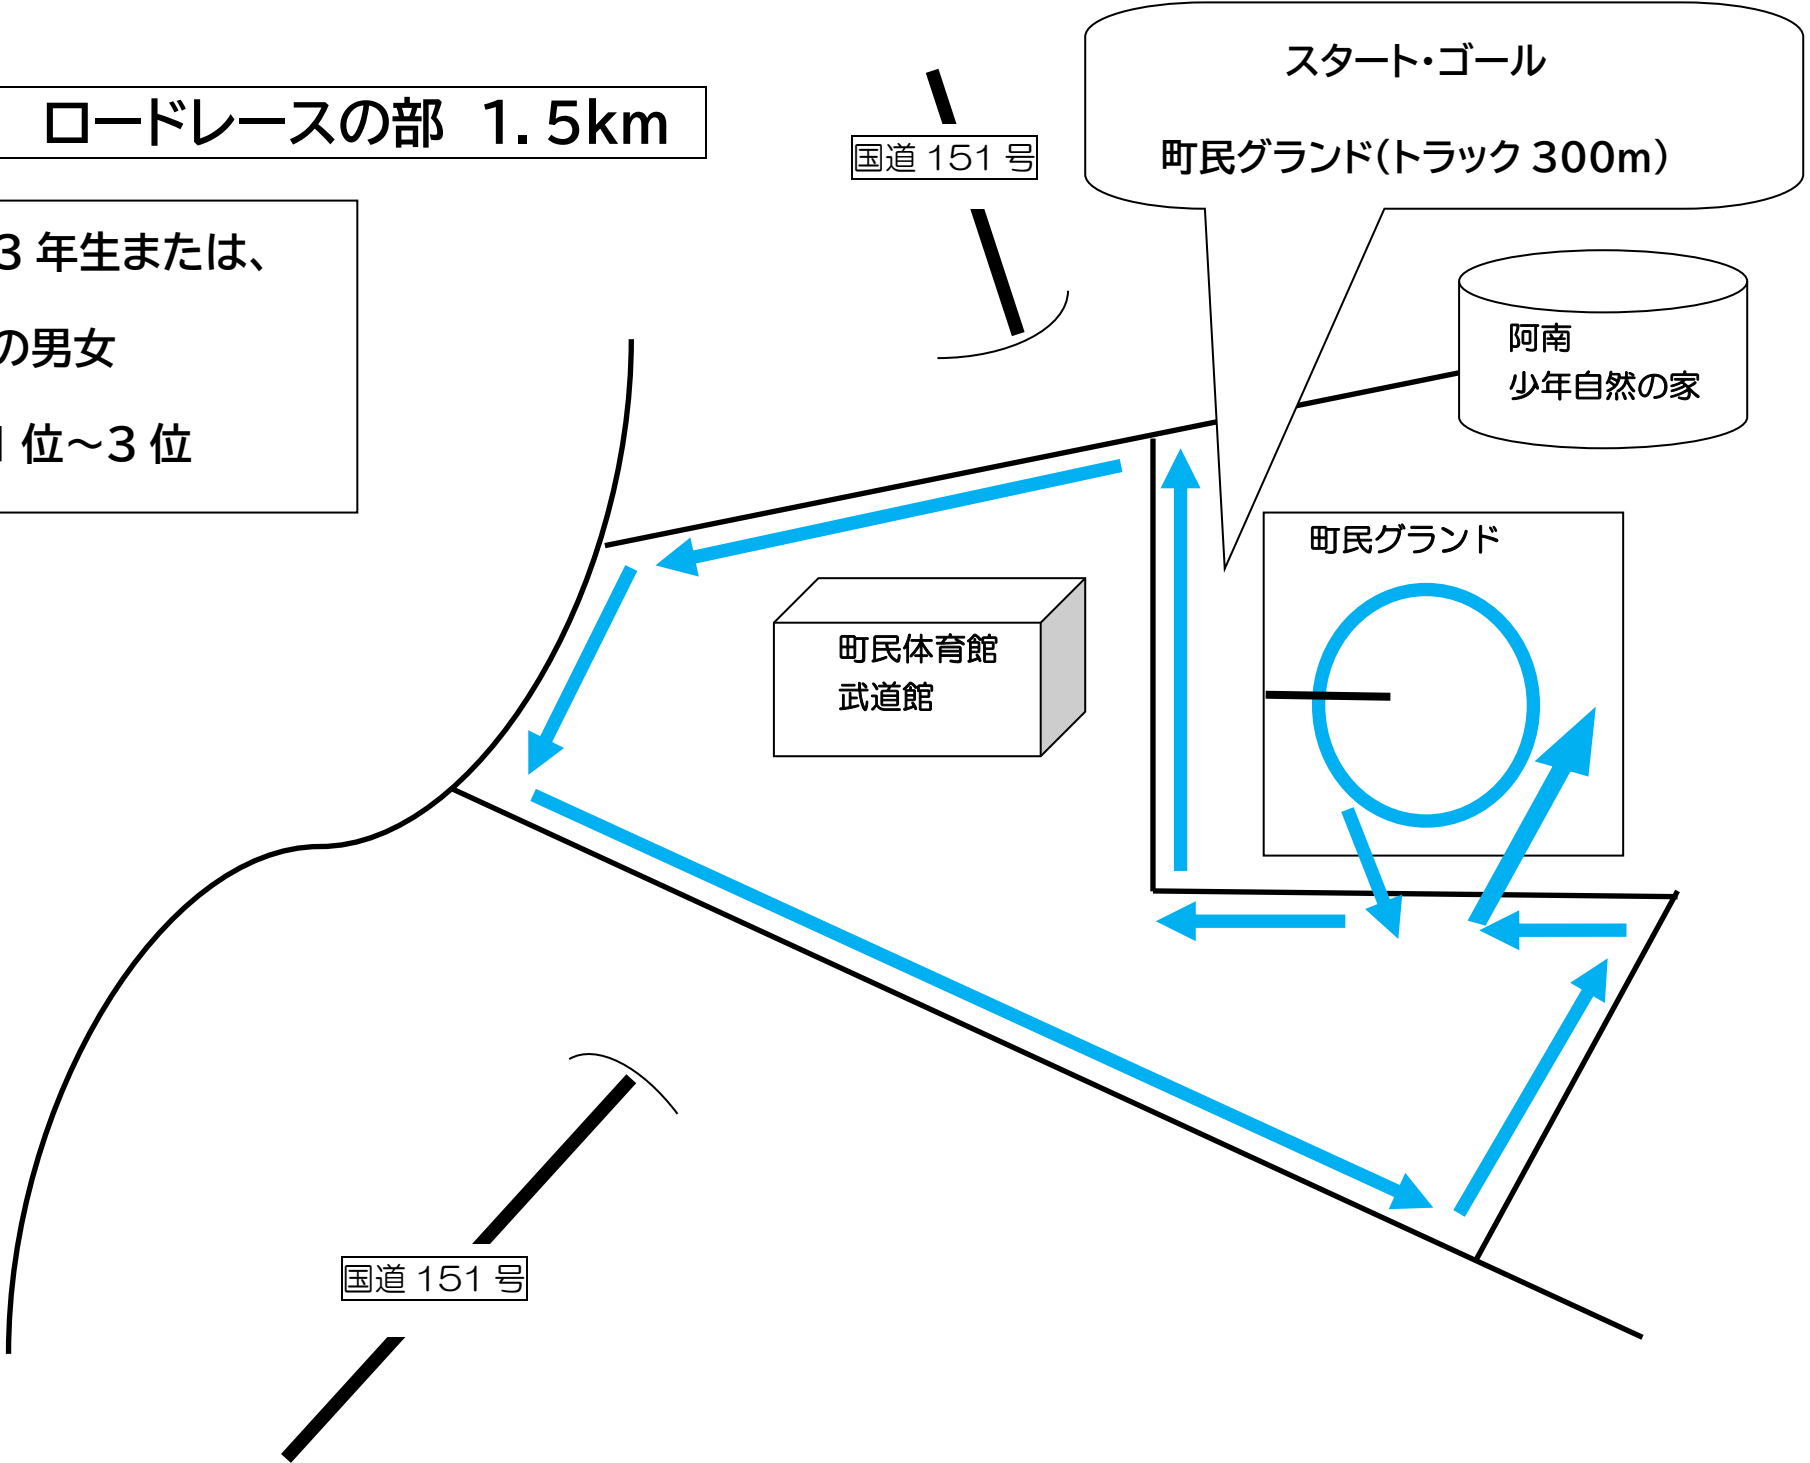 ロードレースの部 1.5km
3 年生または、
の男女
位～3 位
国道 151 号
スタート・ゴール
町民グランド(トラック 300m)
阿南
少年自然の家
町民グランド
町民体育館
武道館
国道 151 号